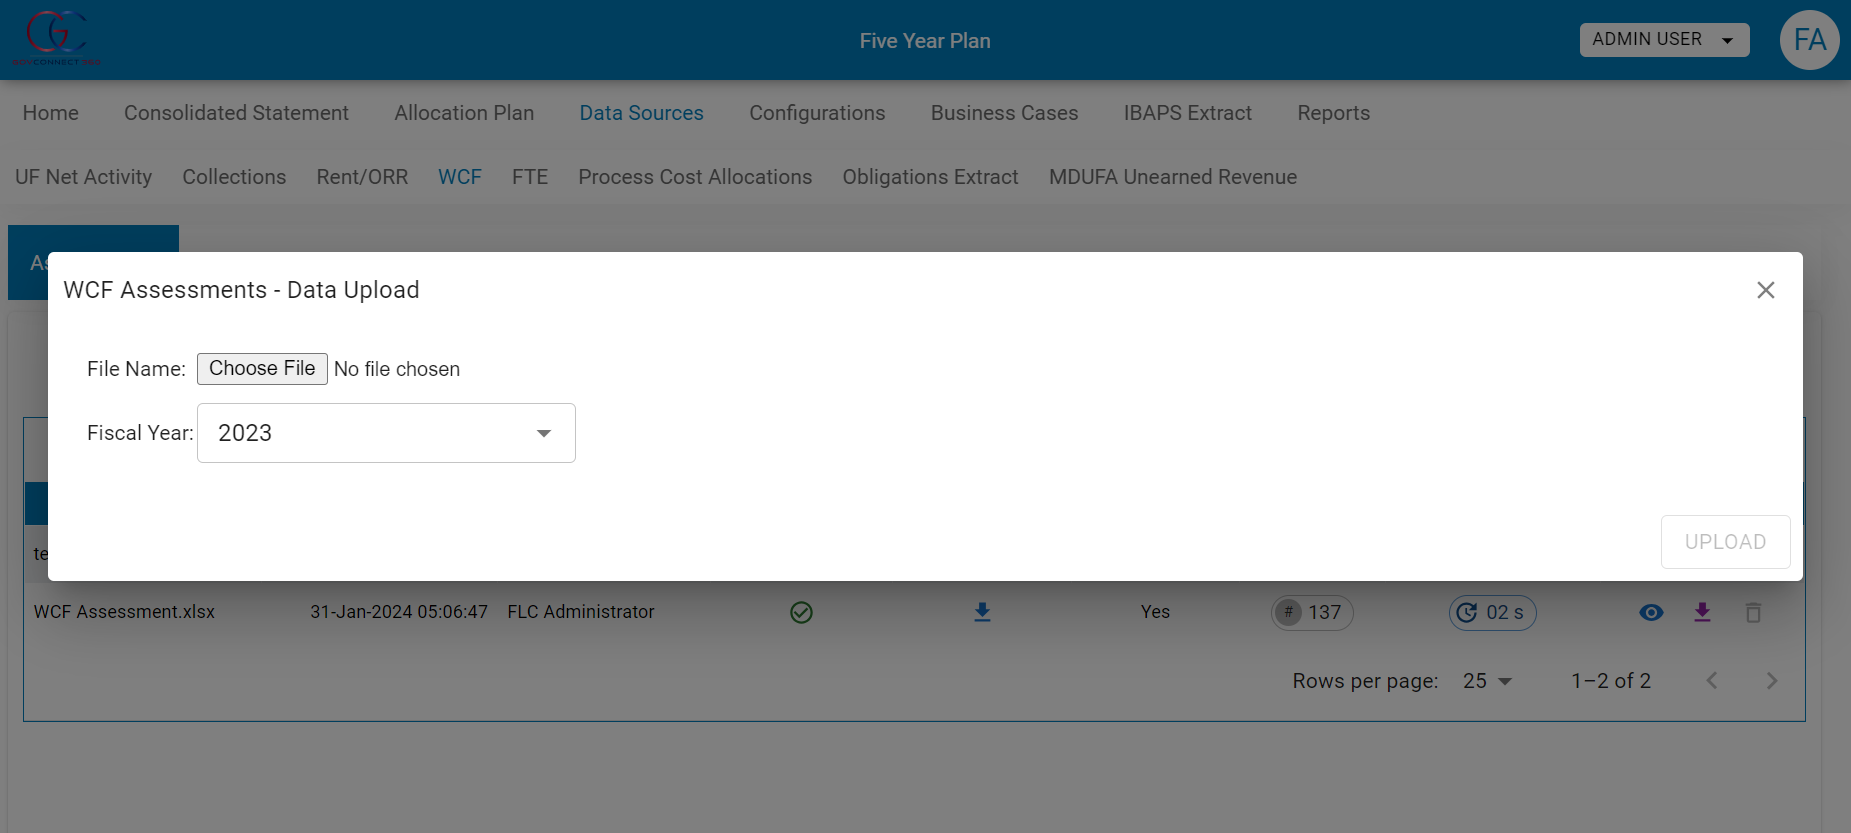 Five Year Plan
ADMIN USER
FA
Home Consolidated Statement Allocation Plan Data Sources Configurations Business Cases IBAPS Extract Reports
UF Net Activity Collections Rent/ORR WCF FTE Process Cost Allocations Obligations Extract MDUFA Unearned Revenue
WCF Assessments - Data Upload
File Name: Choose File No file chosen
Fiscal Year: 2023
UPLOAD
WCF Assessment.xlsx 31-Jan-2024 05:06:47 FLC Administrator Yes # 137 02 s
Rows per page: 25 1–2 of 2